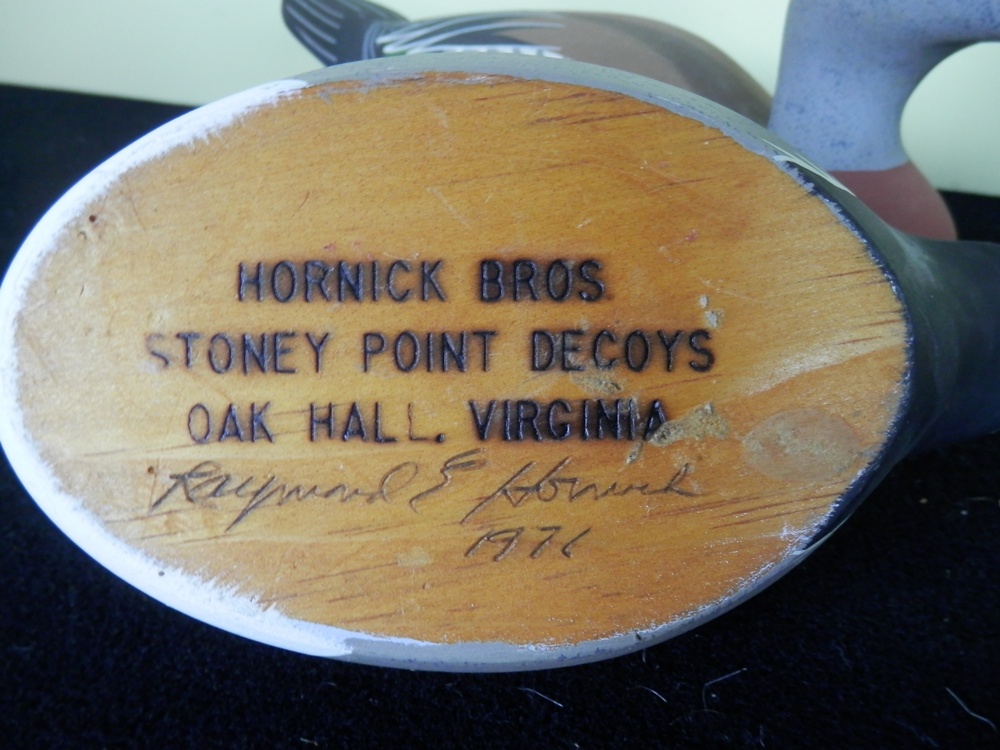 HORNICK BROS.
STONEY POINT DECOYS
OAK HALL. VIRGINIA
Raymond E Hornick
1976